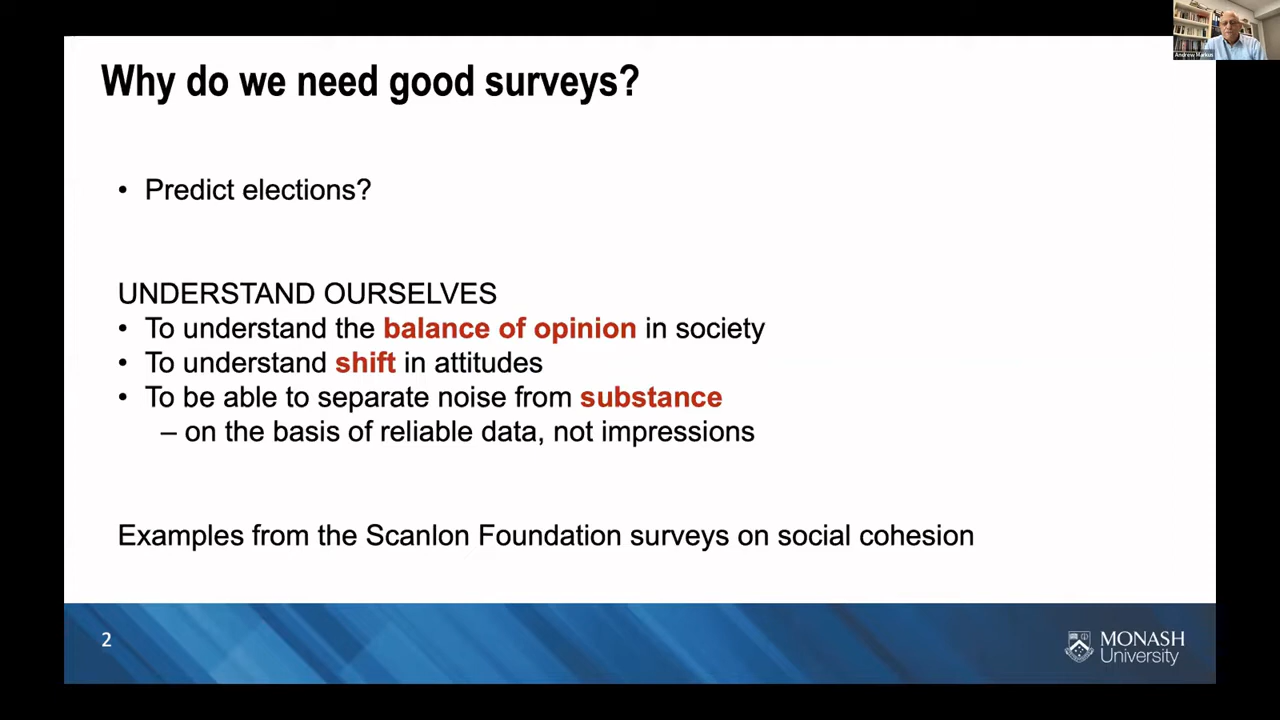 Andrew Markus
Why do we need good surveys?
• Predict elections?
UNDERSTAND OURSELVES
• To understand the balance of opinion in society
• To understand shift in attitudes
• To be able to separate noise from substance
– on the basis of reliable data, not impressions
Examples from the Scanlon Foundation surveys on social cohesion
2
MONASH
University